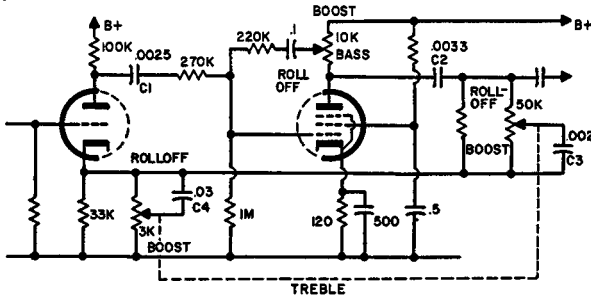 B+
100K
.0025
C1
270K
220K
.1
BOOST
10K
BASS
ROLL
OFF
B+
.0033
C2
ROLL-
OFF
50K
BOOST
.002
C3
ROLLOFF
.03
C4
33K
3K
BOOST
1M
120
500
.5
TREBLE